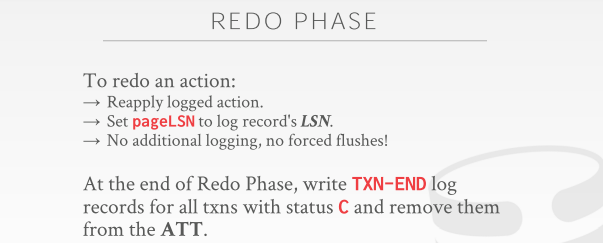 REDO PHASE
To redo an action:
→ Reapply logged action.
→ Set pageLSN to log record's LSN.
→ No additional logging, no forced flushes!
At the end of Redo Phase, write TXN-END log
records for all txns with status C and remove them
from the ATT.